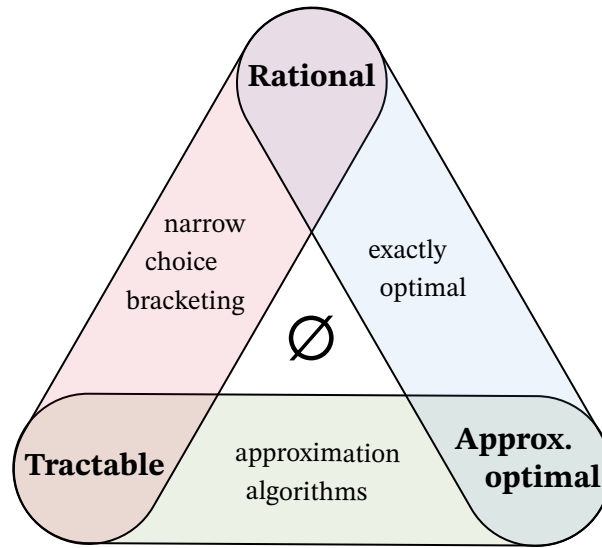 Rational
narrow
choice
bracketing
exactly
optimal
∅
Tractable
approximation
algorithms
Approx.
optimal